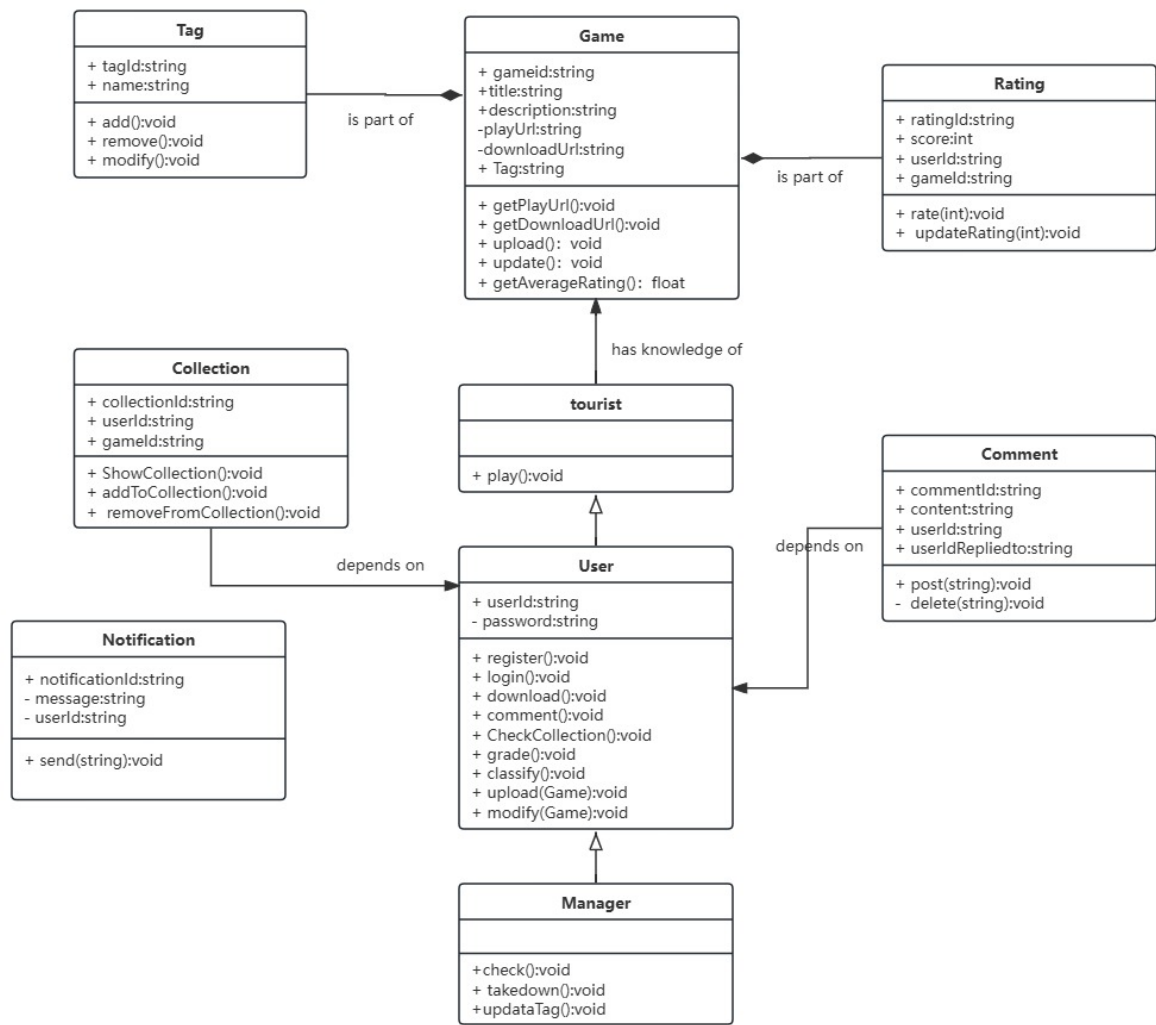 Tag
+ tagId:string
+ name:string
+ add():void
+ remove():void
+ modify():void
is part of
Game
+ gameid:string
+title:string
+description:string
-playUrl:string
-downloadUrl:string
+ Tag:string
+ getPlayUrl():void
+ getDownloadUrl():void
+ upload()：void
+ update()：void
+ getAverageRating()：float
Rating
+ ratingId:string
+ score:int
+ userId:string
+ gameId:string
+ rate(int):void
+ updateRating(int):void
is part of
has knowledge of
Collection
+ collectionId:string
+ userId:string
+ gameId:string
+ ShowCollection():void
+ addToCollection():void
+ removeFromCollection():void
tourist
+ play():void
Comment
+ commentId:string
+ content:string
+ userId:string
+ userIdRepliedto:string
+ post(string):void
- delete(string):void
depends on
depends on
User
+ userId:string
- password:string
+ register():void
+ login():void
+ download():void
+ comment():void
+ CheckCollection():void
+ grade():void
+ classify():void
+ upload(Game):void
+ modify(Game):void
Notification
+ notificationId:string
- message:string
- userId:string
+ send(string):void
Manager
+check():void
+ takedown():void
+updataTag():void